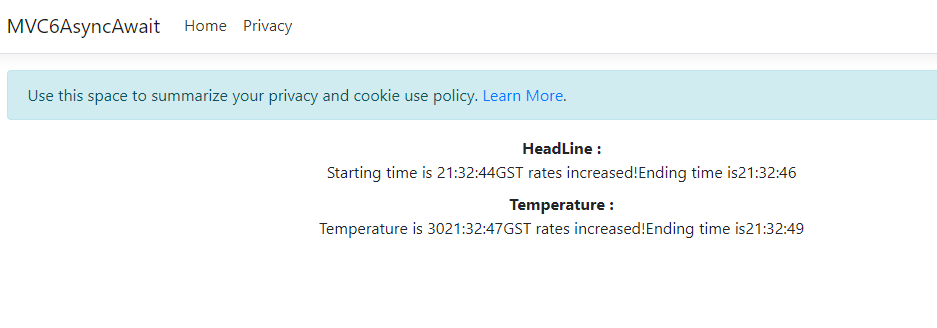 MVC6AsyncAwait Home Privacy
Use this space to summarize your privacy and cookie use policy. Learn More.
HeadLine :
Starting time is 21:32:44GST rates increased!Ending time is21:32:46
Temperature :
Temperature is 3021:32:47GST rates increased!Ending time is21:32:49